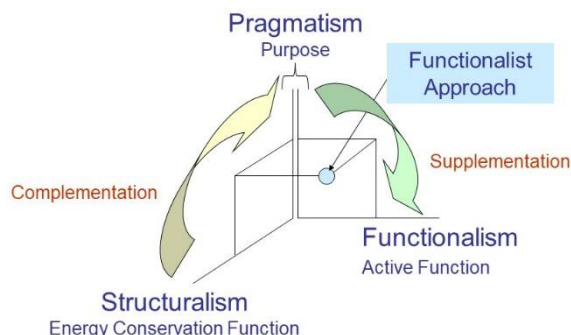 Pragmatism
Purpose
Functionalist
Approach
Complementation
Supplementation
Functionalism
Active Function
Structuralism
Energy Conservation Function